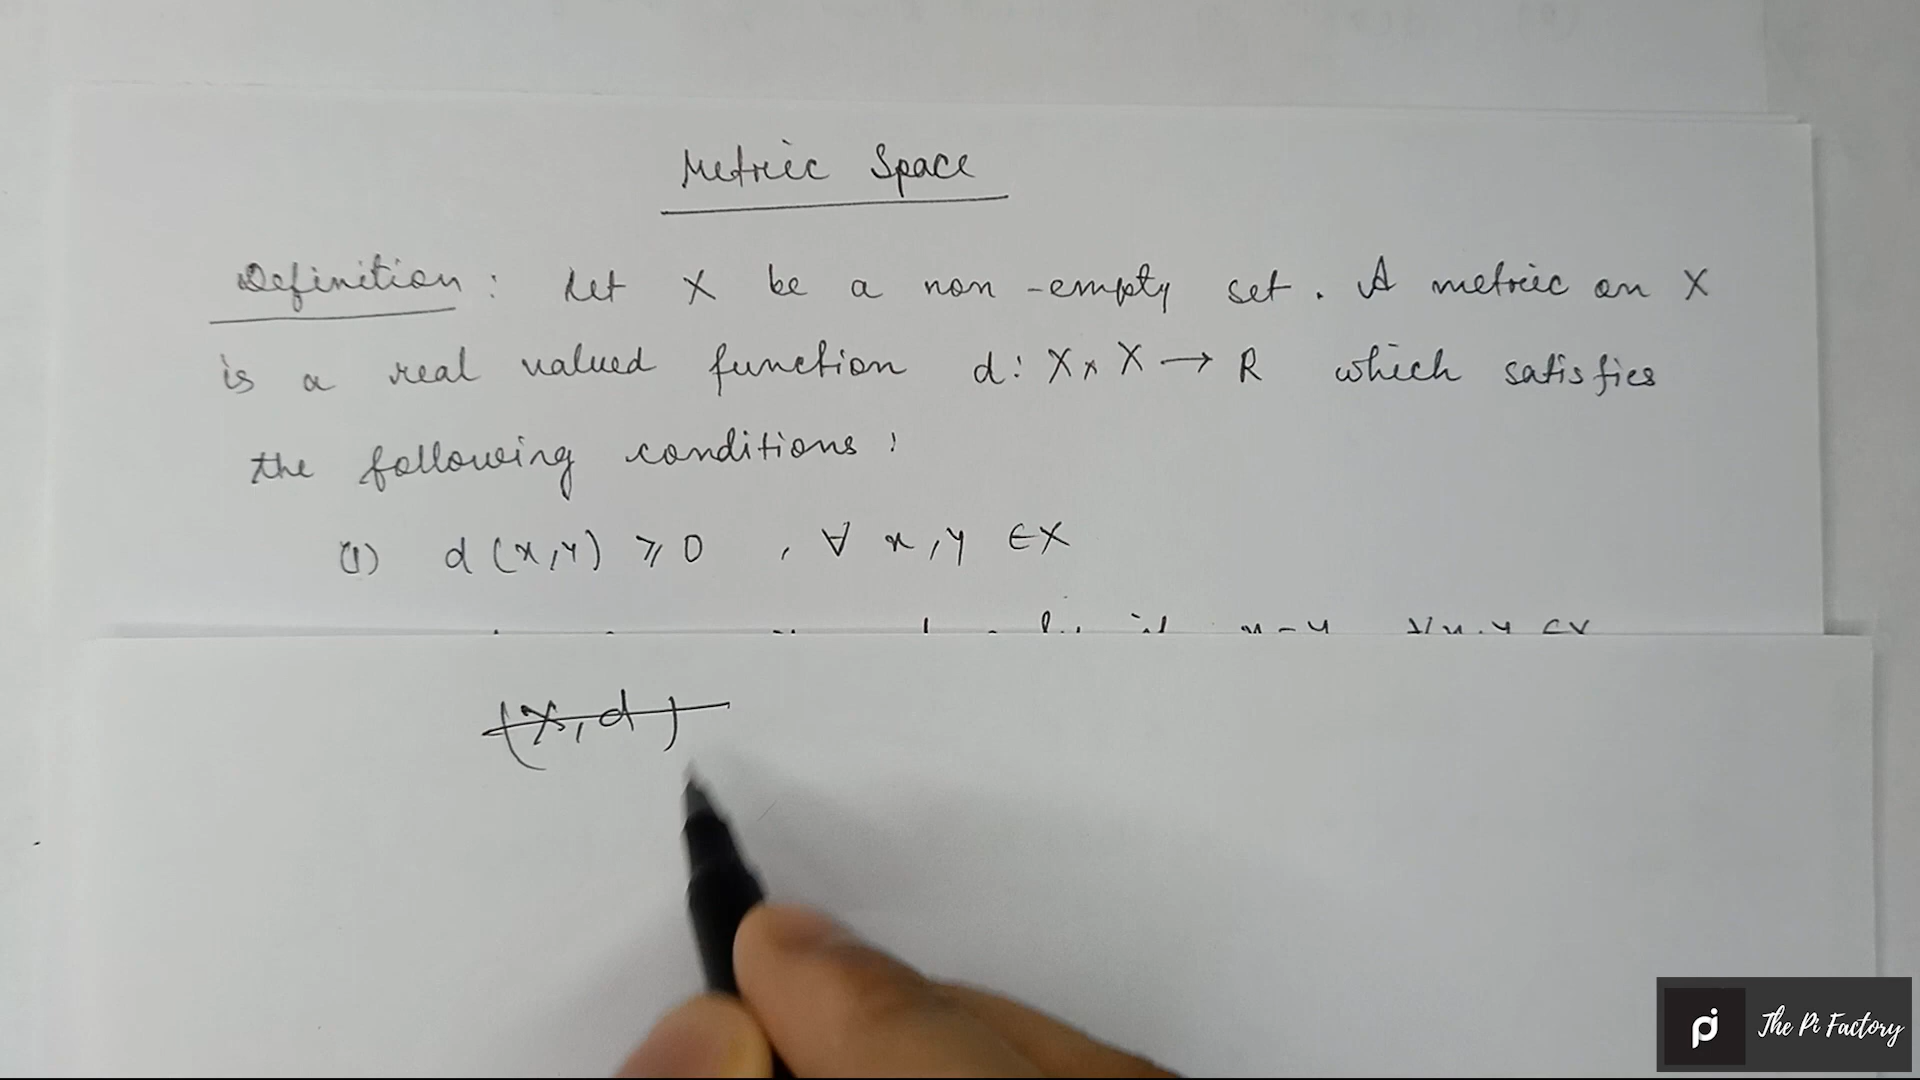 Metric Space
Definition : Let X be a non-empty set. A metric on X
is a real valued function d: X x X → R which satisfies
the following conditions :
(1) d(x,y) ⩾ 0 , ∀ x,y ∈ X
x=y ∀x,y ∈X
(X, d)
pi The Pi Factory